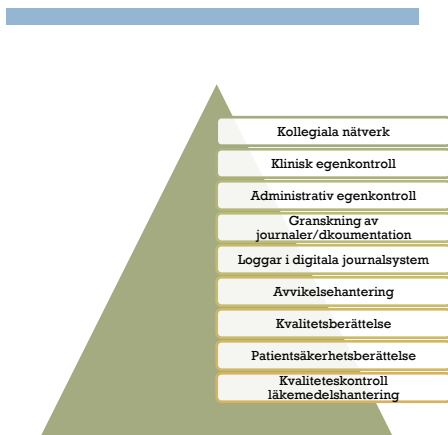 Kollegiala nätverk
Klinisk egenkontroll
Administrativ egenkontroll
Granskning av
journaler/dkoumentation
Loggar i digitala journalsystem
Avvikelsehantering
Kvalitetsberättelse
Patientsäkerhetsberättelse
Kvaliteteskontroll
läkemedelshantering